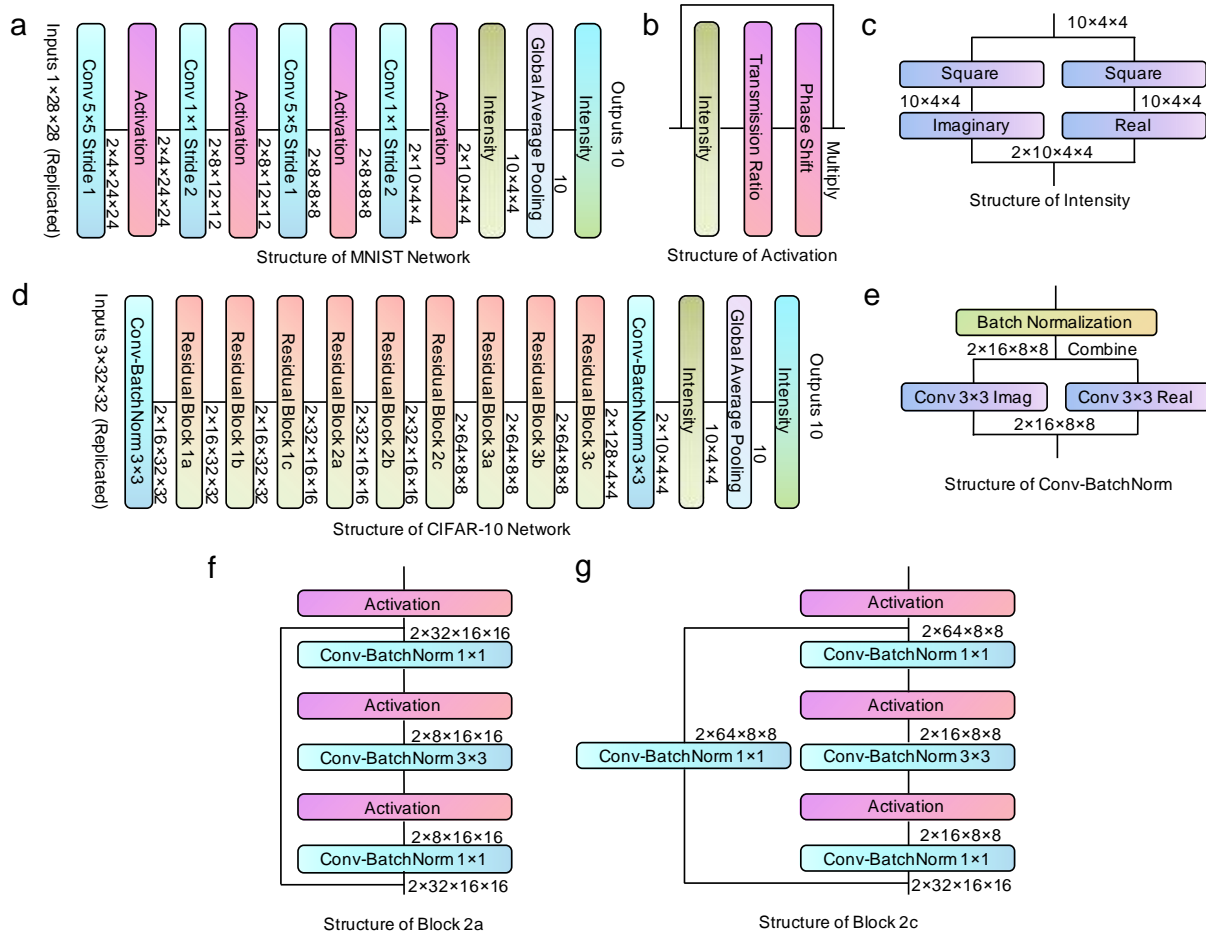 a
Inputs 1×28×28 (Replicated)
Conv 5×5 Stride 1
2×4×24×24
Activation
2×4×24×24
Conv 1×1 Stride 2
2×8×12×12
Activation
2×8×12×12
Conv 5×5 Stride 1
2×8×8×8
Activation
2×8×8×8
Conv 1×1 Stride 2
2×10×4×4
Activation
2×10×4×4
Intensity
10×4×4
Global Average Pooling
10
Intensity
Outputs 10
Structure of MNIST Network
b
Intensity
Transmission Ratio
Phase Shift
Multiply
Structure of Activation
c
10×4×4
Square
Square
10×4×4
10×4×4
Imaginary
Real
2×10×4×4
Structure of Intensity
d
Inputs 3×32×32 (Replicated)
Conv-BatchNorm 3×3
2×16×32×32
Residual Block 1a
2×16×32×32
Residual Block 1b
2×16×32×32
Residual Block 1c
2×32×16×16
Residual Block 2a
2×32×16×16
Residual Block 2b
2×32×16×16
Residual Block 2c
2×64×8×8
Residual Block 3a
2×64×8×8
Residual Block 3b
2×64×8×8
Residual Block 3c
2×128×4×4
Conv-BatchNorm 3×3
2×10×4×4
Intensity
10×4×4
Global Average Pooling
10
Intensity
Outputs 10
Structure of CIFAR-10 Network
e
Batch Normalization
2×16×8×8 Combine
Conv 3×3 Imag
Conv 3×3 Real
2×16×8×8
Structure of Conv-BatchNorm
f
Activation
2×32×16×16
Conv-BatchNorm 1×1
Activation
2×8×16×16
Conv-BatchNorm 3×3
Activation
2×8×16×16
Conv-BatchNorm 1×1
2×32×16×16
Structure of Block 2a
g
Activation
2×64×8×8
Conv-BatchNorm 1×1
Activation
2×64×8×8
2×16×8×8
Conv-BatchNorm 1×1
Conv-BatchNorm 3×3
Activation
2×16×8×8
Conv-BatchNorm 1×1
2×32×16×16
Structure of Block 2c